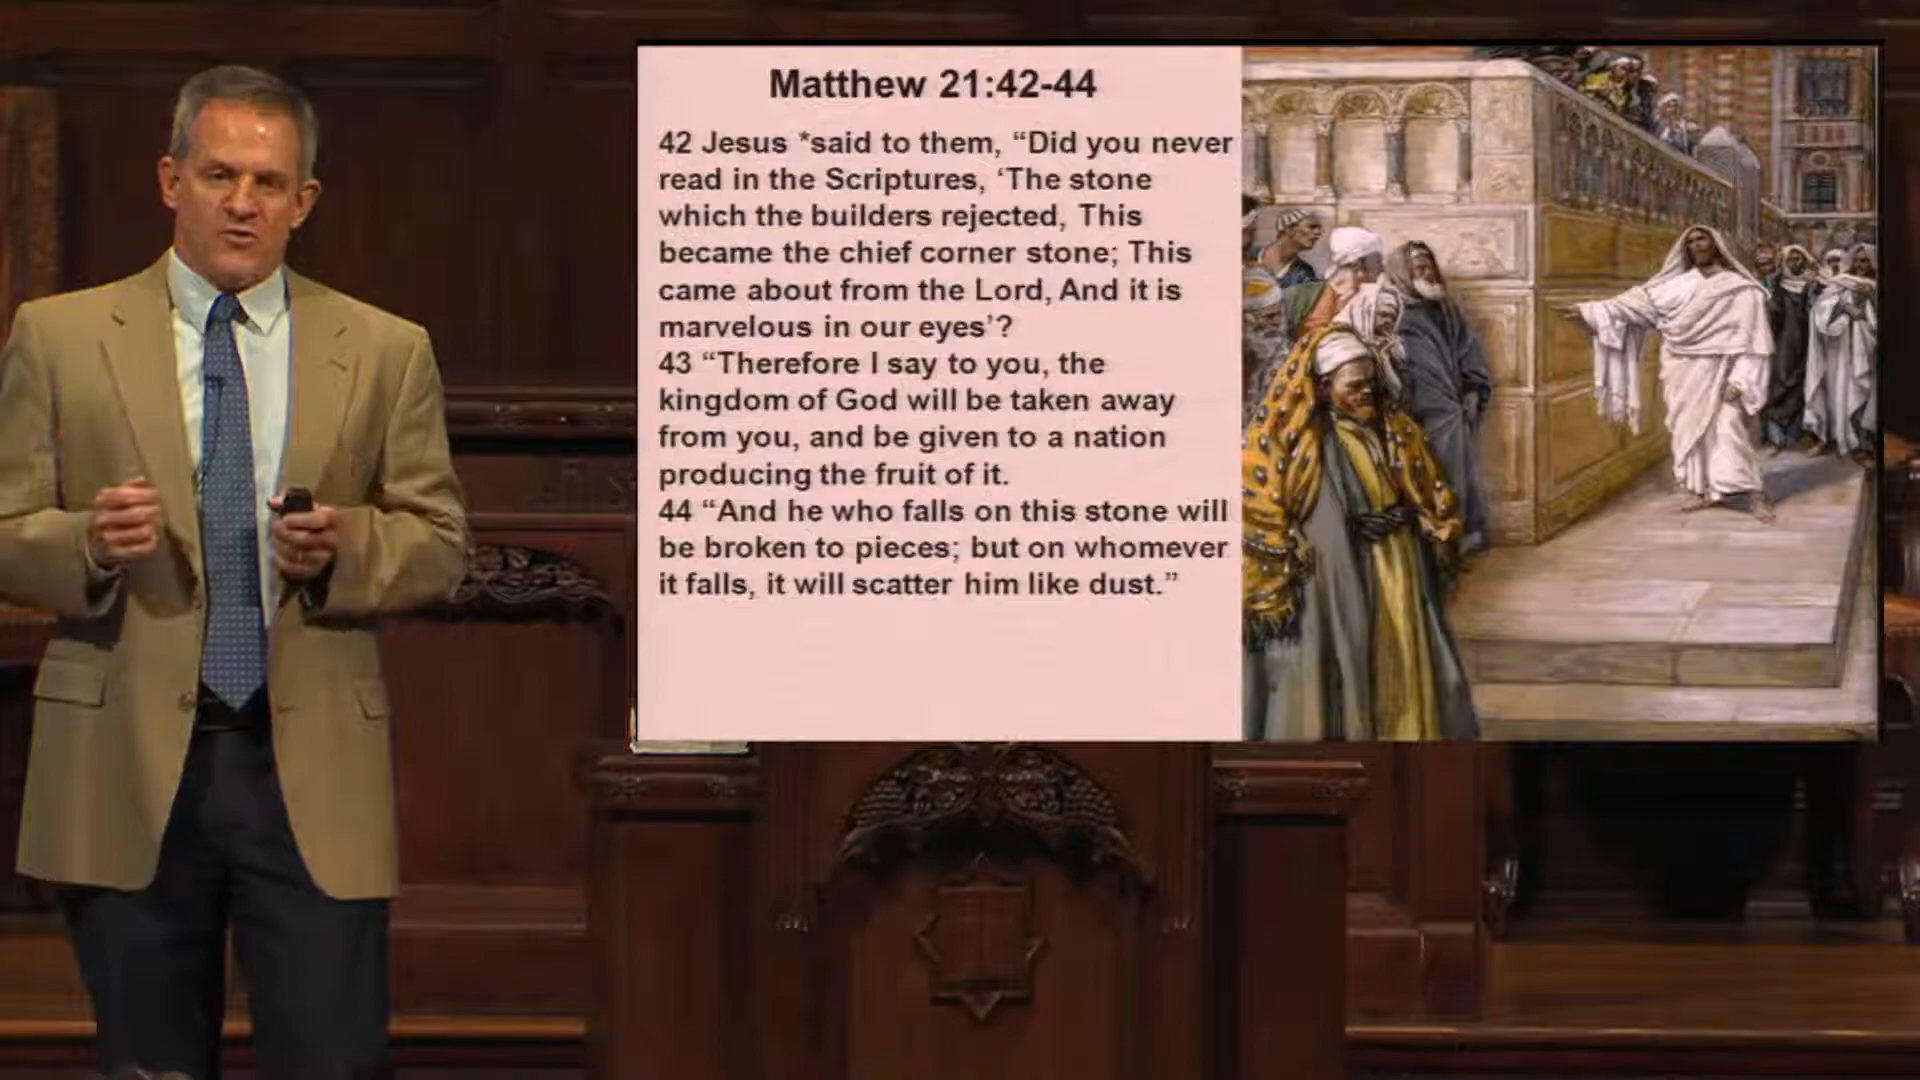 Matthew 21:42-44
42 Jesus *said to them, “Did you never
read in the Scriptures, ‘The stone
which the builders rejected, This
became the chief corner stone; This
came about from the Lord, And it is
marvelous in our eyes’?
43 “Therefore I say to you, the
kingdom of God will be taken away
from you, and be given to a nation
producing the fruit of it.
44 “And he who falls on this stone will
be broken to pieces; but on whomever
it falls, it will scatter him like dust.”